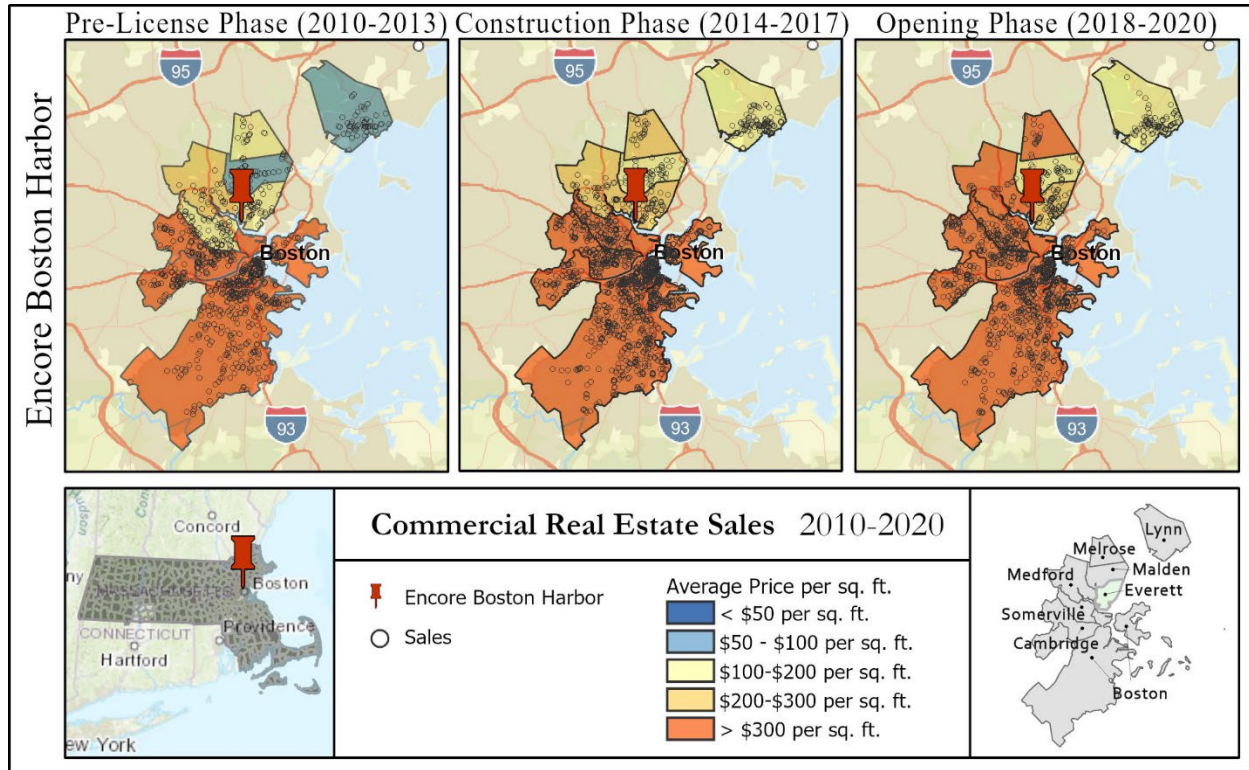 Pre-License Phase (2010-2013)
Construction Phase (2014-2017)
Opening Phase (2018-2020)
Encore Boston Harbor
95
Boston
93
95
Boston
93
95
Boston
93
Concord
Boston
MASSACHUSETTS
Providence
CONNECTICUT
Hartford
ew York
ny
Hudson
Commercial Real Estate Sales 2010-2020
Encore Boston Harbor
Sales
Average Price per sq. ft.
< $50 per sq. ft.
$50 - $100 per sq. ft.
$100-$200 per sq. ft.
$200-$300 per sq. ft.
> $300 per sq. ft.
Lynn
Melrose
Malden
Medford
Everett
Somerville
Cambridge
Boston